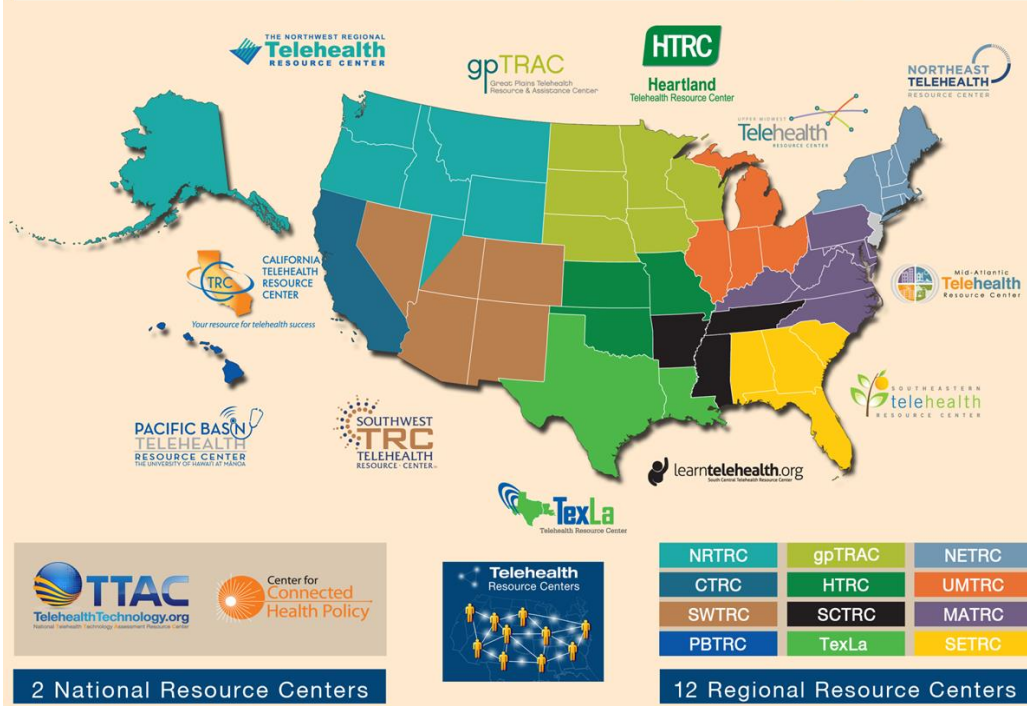 THE NORTHWEST REGIONAL
Telehealth
RESOURCE CENTER
gpTRAC
Great Plains Telehealth
Resource & Assistance Center
HTRC
Heartland
Telehealth Resource Center
UPPER MIDWEST
Telehealth
RESOURCE CENTER
NORTHEAST
TELEHEALTH
RESOURCE CENTER
TRC
CALIFORNIA
TELEHEALTH
RESOURCE
CENTER
Your resource for telehealth success
Mid-Atlantic
Telehealth
Resource Center
PACIFIC BASIN
TELEHEALTH
RESOURCE CENTER
THE UNIVERSITY OF HAWAI'I AT MĀNOA
SOUTHWEST
TRC
TELEHEALTH
RESOURCE · CENTER
SOUTHEASTERN
telehealth
RESOURCE CENTER
learntelehealth.org
South Central Telehealth Resource Center
TexLa
Telehealth Resource Center
TTAC
TelehealthTechnology.org
National Telehealth Technology Assessment Resource Center
Center for
Connected
Health Policy
2 National Resource Centers
Telehealth
Resource Centers
NRTRC
gpTRAC
NETRC
CTRC
HTRC
UMTRC
SWTRC
SCTRC
MATRC
PBTRC
TexLa
SETRC
12 Regional Resource Centers